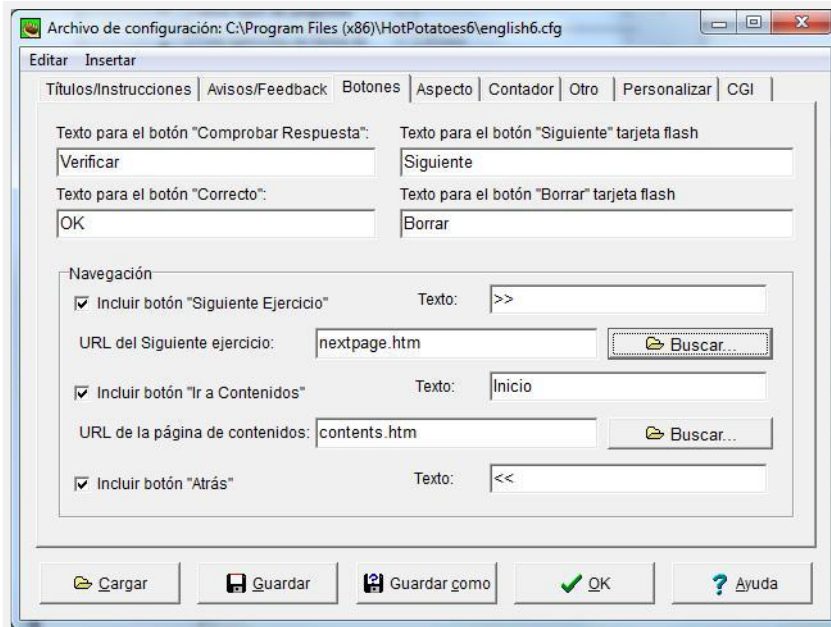 Archivo de configuración: C:\Program Files (x86)\HotPotatoes6\english6.cfg
Editar Insertar
Títulos/Instrucciones Avisos/Feedback Botones Aspecto Contador Otro Personalizar CGI
Texto para el botón "Comprobar Respuesta": Texto para el botón "Siguiente" tarjeta flash
Verificar Siguiente
Texto para el botón "Correcto": Texto para el botón "Borrar" tarjeta flash
OK Borrar
Navegación
Incluir botón "Siguiente Ejercicio" Texto: >>
URL del Siguiente ejercicio: nextpage.htm Buscar...
Incluir botón "Ir a Contenidos" Texto: Inicio
URL de la página de contenidos: contents.htm Buscar...
Incluir botón "Atrás" Texto: <<
Cargar Guardar Guardar como OK Ayuda